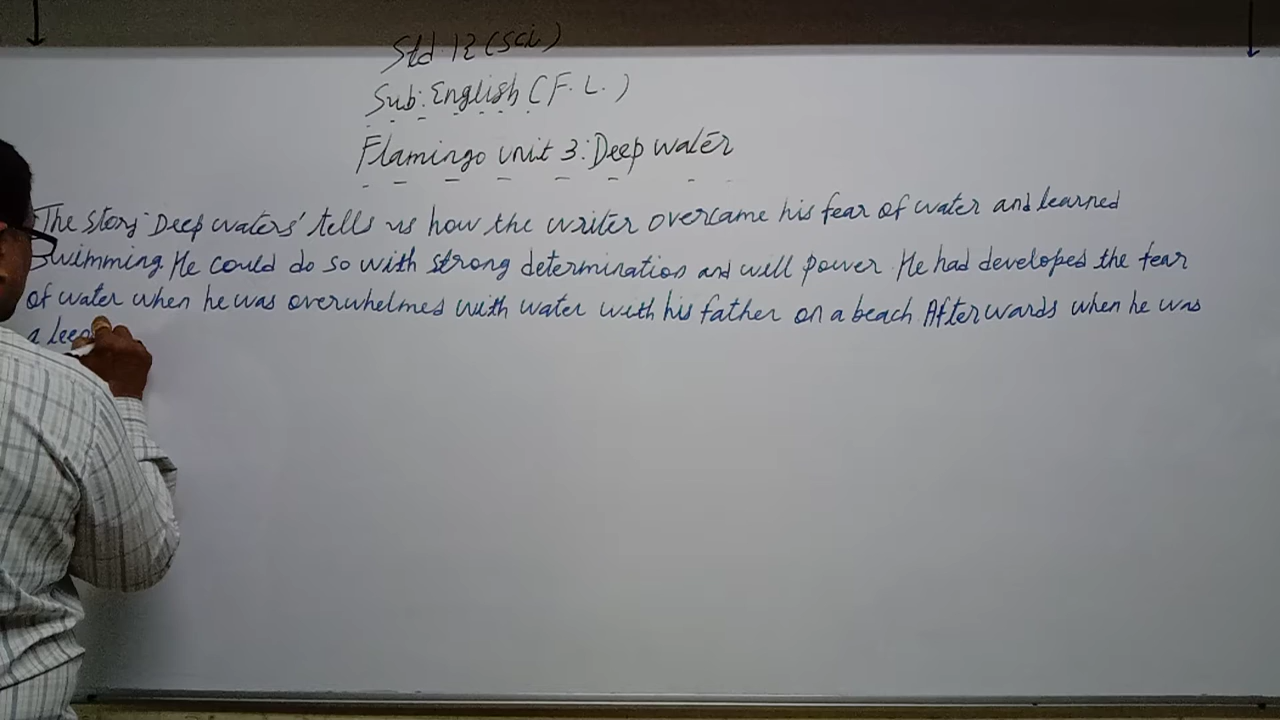 Std 12 (Sci)
Sub: English (F. L.)
Flamingo unit 3: Deep water
The story 'Deep waters' tells us how the writer overcame his fear of water and learned
swimming. He could do so with strong determination and will power. He had developed the fear
of water when he was overwhelmed with water with his father on a beach. Afterwards when he was
a